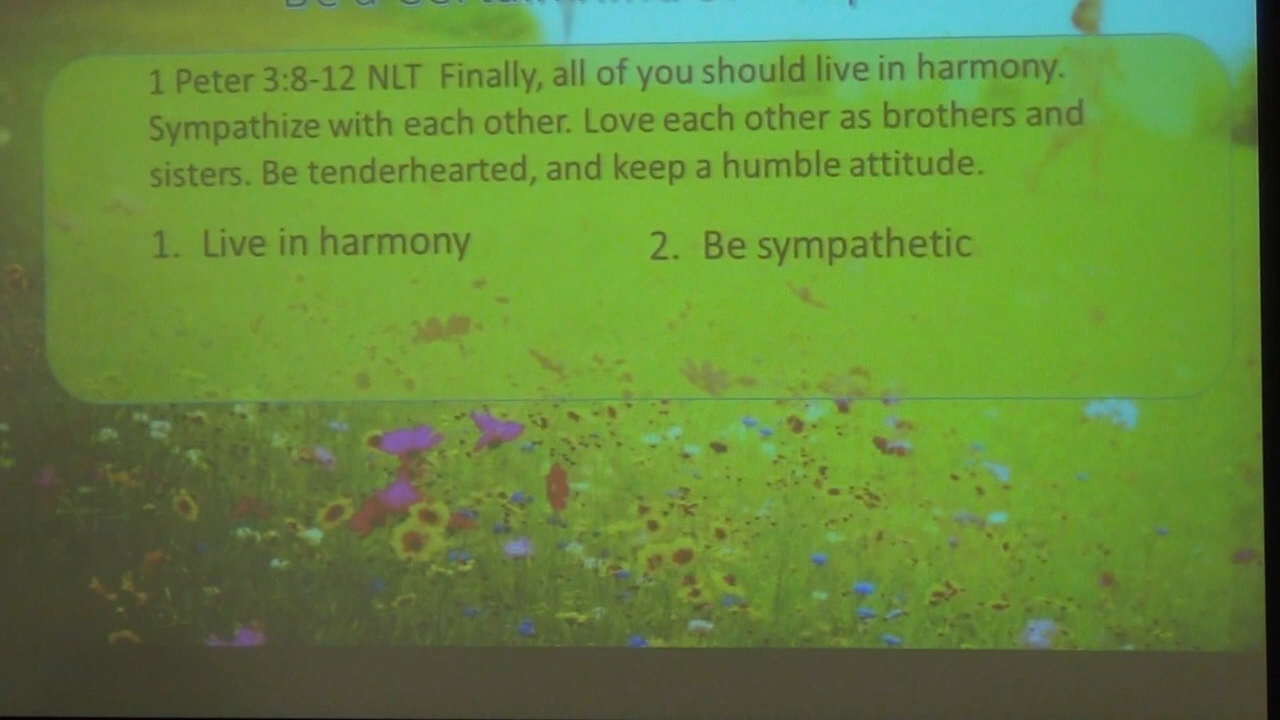 Be a
1 Peter 3:8-12 NLT Finally, all of you should live in harmony.
Sympathize with each other. Love each other as brothers and
sisters. Be tenderhearted, and keep a humble attitude.
1. Live in harmony 2. Be sympathetic